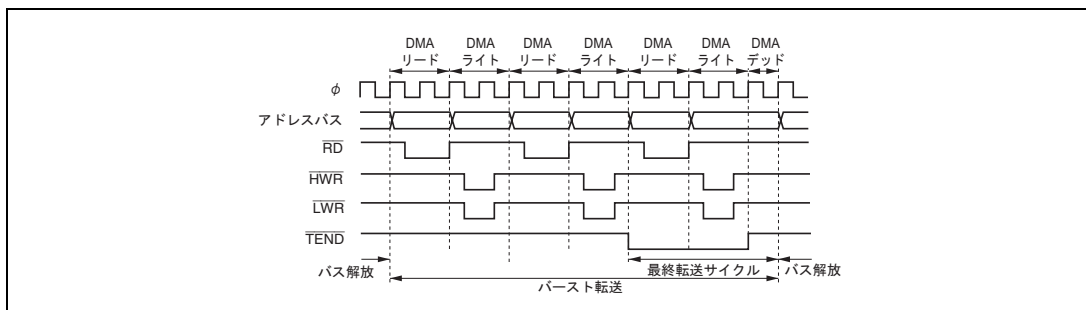 DMA DMA DMA DMA DMA DMA DMA
リード ライト リード ライト リード ライト デッド
φ
アドレスバス
RD
HWR
LWR
TEND
バス解放 最終転送サイクル バス解放
バースト転送